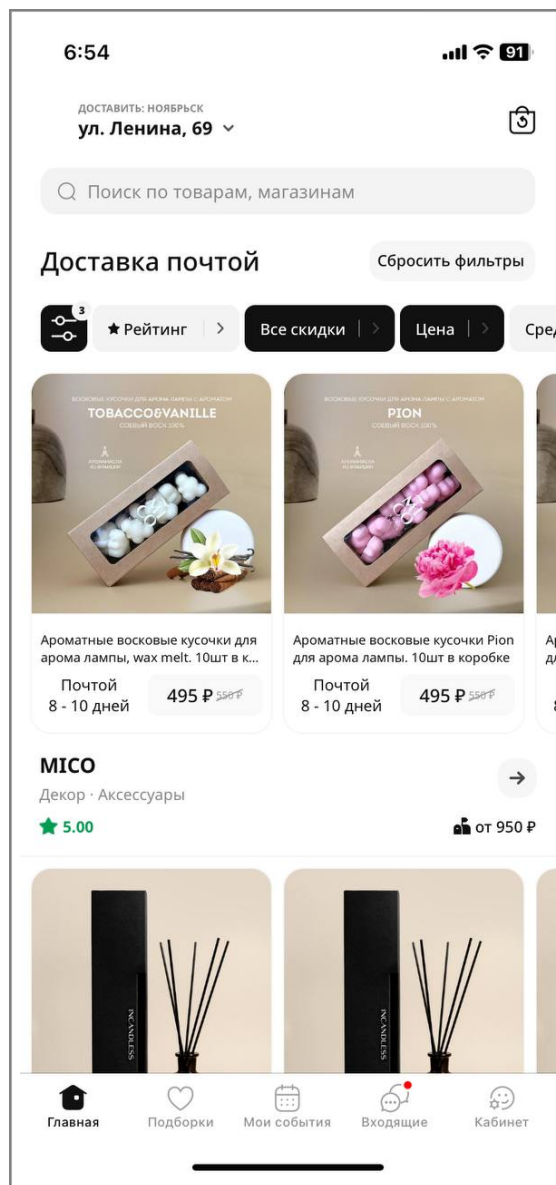 6:54
91
ДОСТАВИТЬ: НОЯБРЬСК
ул. Ленина, 69
Поиск по товарам, магазинам
Доставка почтой
Сбросить фильтры
3
Рейтинг
Все скидки
Цена
Сред
ВОСКОВЫЕ КУСОЧКИ ДЛЯ АРОМА ЛАМПЫ С АРОМАТОМ
TOBACCO&VANILLE
СОЕВЫЙ ВОСК 100%
ВОСКОВЫЕ КУСОЧКИ ДЛЯ АРОМА ЛАМПЫ С АРОМАТОМ
PION
СОЕВЫЙ ВОСК 100%
Ароматные восковые кусочки для
арома лампы, wax melt. 10шт в к...
Почтой
8 - 10 дней
495 ₽ 550 ₽
Ароматные восковые кусочки Pion
для арома лампы. 10шт в коробке
Почтой
8 - 10 дней
495 ₽ 550 ₽
MICO
Декор · Аксессуары
5.00
от 950 ₽
INCANDLESS
INCANDLESS
Главная
Подборки
Мои события
Входящие
Кабинет